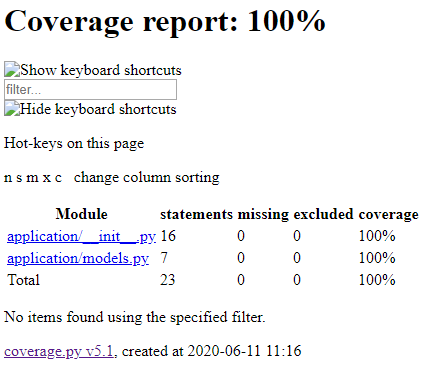 Coverage report: 100%
Show keyboard shortcuts
filter...
Hide keyboard shortcuts
Hot-keys on this page
n s m x c change column sorting
Module statements missing excluded coverage
application/__init__.py 16 0 0 100%
application/models.py 7 0 0 100%
Total 23 0 0 100%
No items found using the specified filter.
coverage.py v5.1, created at 2020-06-11 11:16